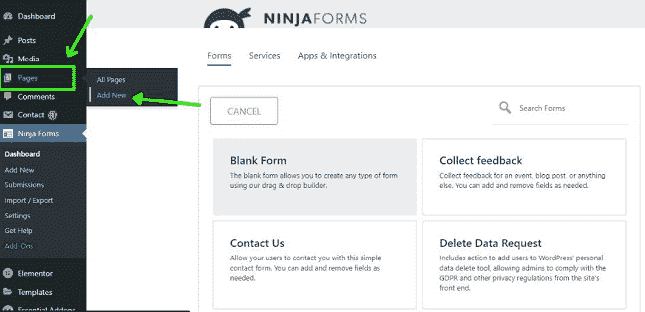 Dashboard
Posts
Media
Pages
Comments
Contact
Ninja Forms
Dashboard
Add New
Submissions
Import / Export
Settings
Get Help
Add Ons
Elementor
Templates
Essential Addons
All Pages
Add New
NINJAFORMS
Forms Services Apps & Integrations
CANCEL
Search Forms
Blank Form
The blank form allows you to create any type of form
using our drag & drop builder.
Collect feedback
Collect feedback for an event, blog post, or anything
else. You can add and remove fields as needed.
Contact Us
Allow your users to contact you with this simple
contact form. You can add and remove fields as
needed.
Delete Data Request
Includes action to add users to WordPress' personal
data delete tool, allowing admins to comply with the
GDPR and other privacy regulations from the site's
front end.